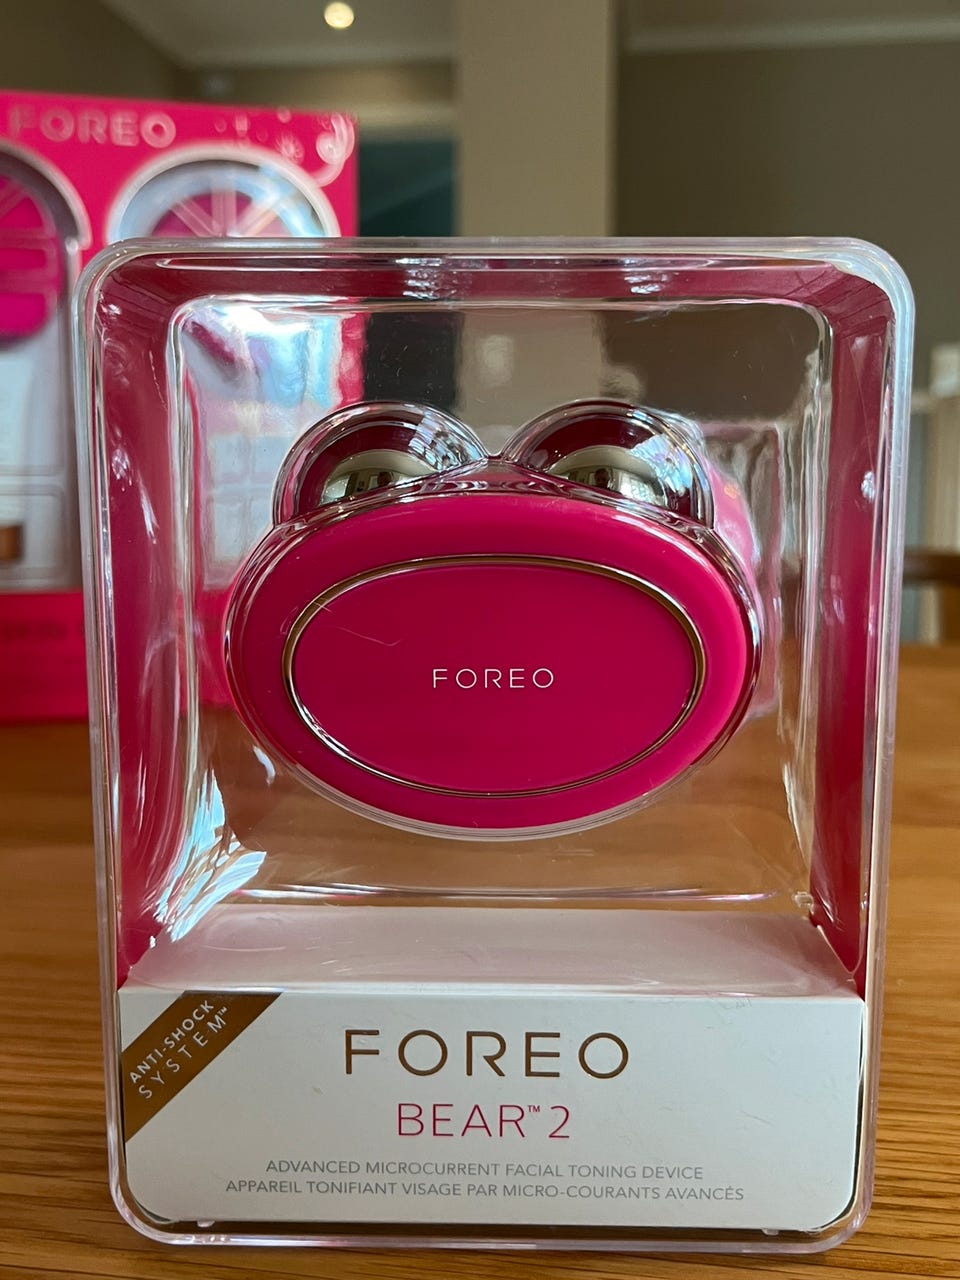 FOREO
FOREO
ANTI-SHOCK
SYSTEM™
FOREO
BEAR™ 2
ADVANCED MICROCURRENT FACIAL TONING DEVICE
APPAREIL TONIFIANT VISAGE PAR MICRO-COURANTS AVANCÉS